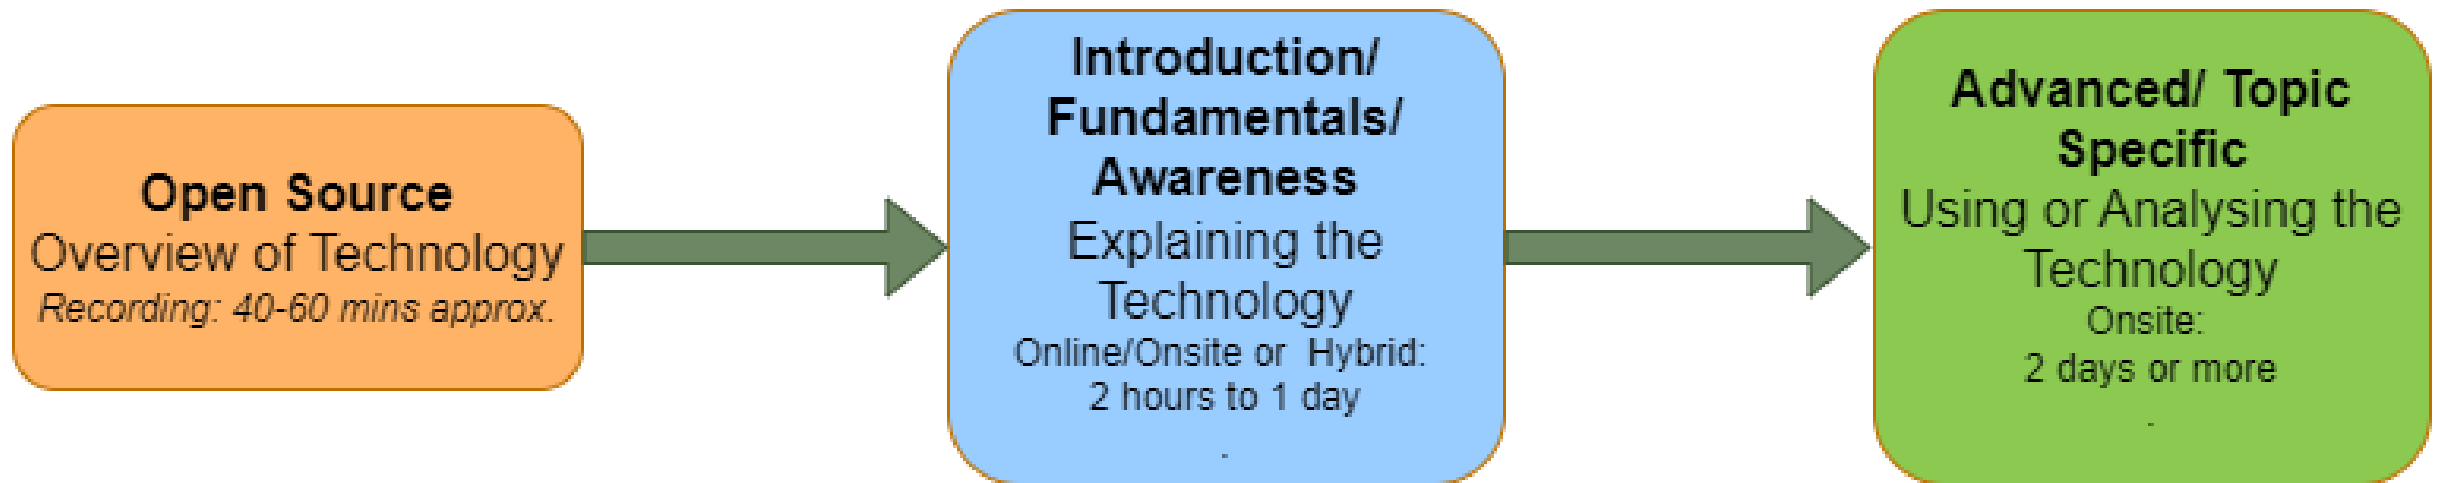 Open Source
Overview of Technology
Recording: 40-60 mins approx.
Introduction/
Fundamentals/
Awareness
Explaining the
Technology
Online/Onsite or Hybrid:
2 hours to 1 day
.
Advanced/ Topic
Specific
Using or Analysing the
Technology
Onsite:
2 days or more
.